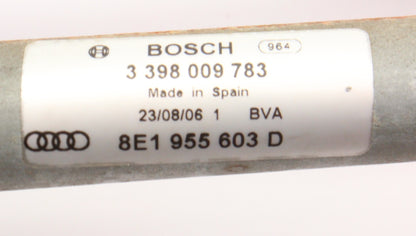 BOSCH 964
3 398 009 783
Made in Spain
23/08/06 1 BVA
8E1 955 603 D